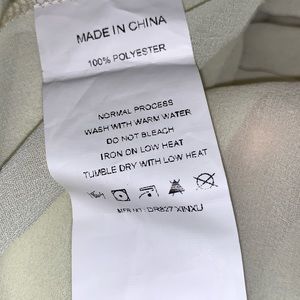 MADE IN CHINA
100% POLYESTER
NORMAL PROCESS
WASH WITH WARM WATER
DO NOT BLEACH
IRON ON LOW HEAT
TUMBLE DRY WITH LOW HEAT
XINXU